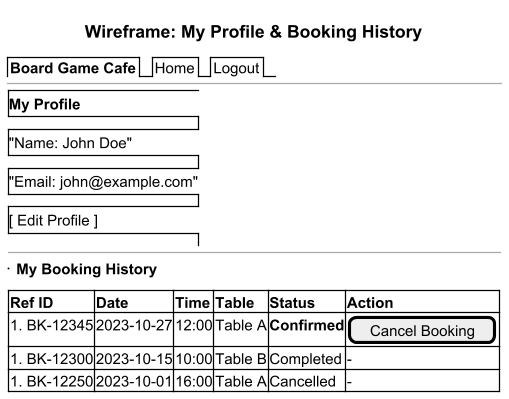 Wireframe: My Profile & Booking History
Board Game Cafe Home Logout
My Profile
"Name: John Doe"
"Email: john@example.com"
[ Edit Profile ]
· My Booking History
Ref ID Date Time Table Status Action
1. BK-12345 2023-10-27 12:00 Table A Confirmed Cancel Booking
1. BK-12300 2023-10-15 10:00 Table B Completed -
1. BK-12250 2023-10-01 16:00 Table A Cancelled -